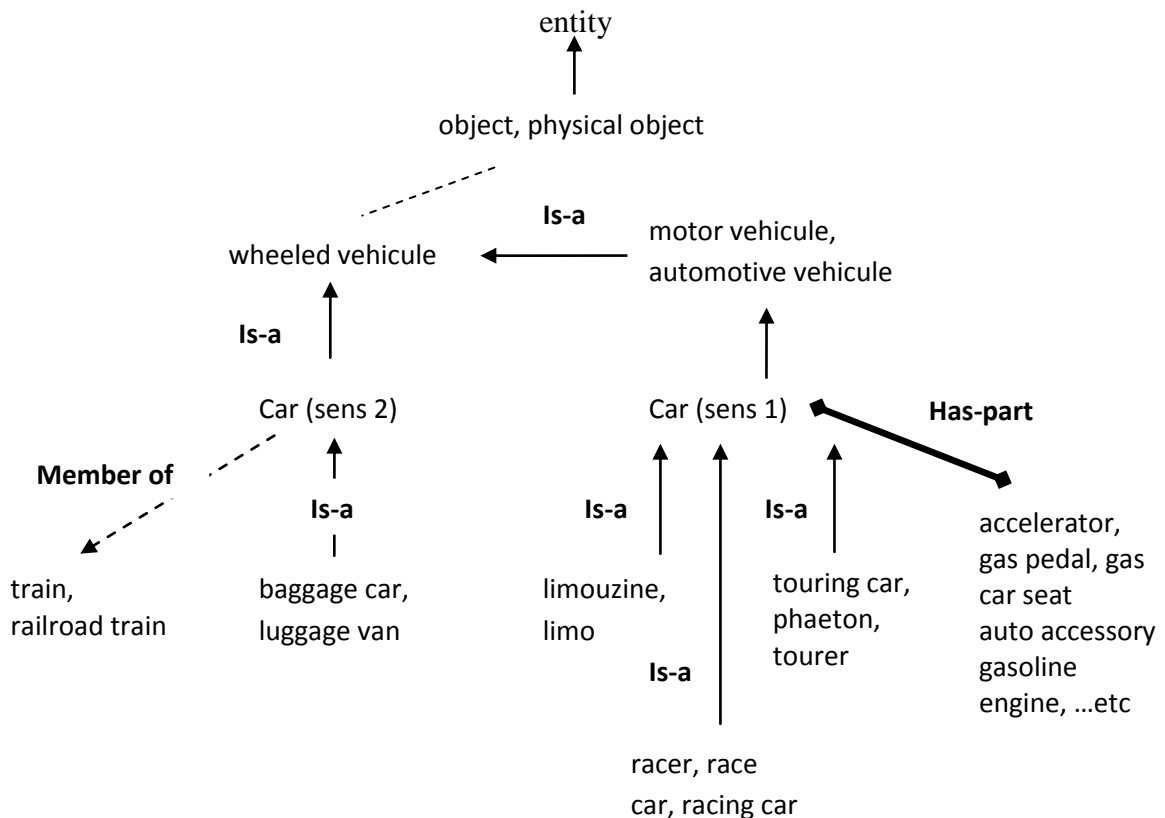 entity
object, physical object
Is-a
motor vehicule,
automotive vehicule
wheeled vehicule
Is-a
Car (sens 2)
Car (sens 1)
Has-part
Member of
Is-a
Is-a
Is-a
train,
railroad train
baggage car,
luggage van
limouzine,
limo
touring car,
phaeton,
tourer
accelerator,
gas pedal, gas
car seat
auto accessory
gasoline
engine, ...etc
Is-a
racer, race
car, racing car